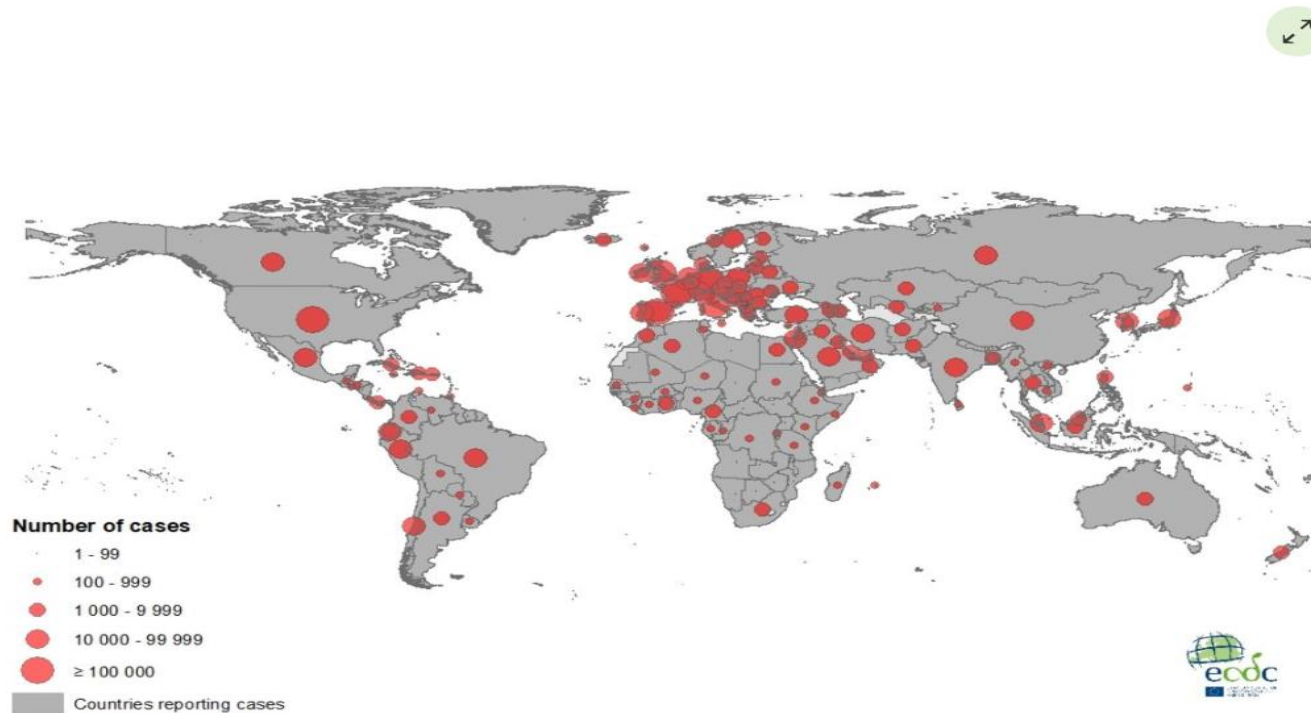 Number of cases
1 - 99
100 - 999
1 000 - 9 999
10 000 - 99 999
≥ 100 000
Countries reporting cases
ecdc